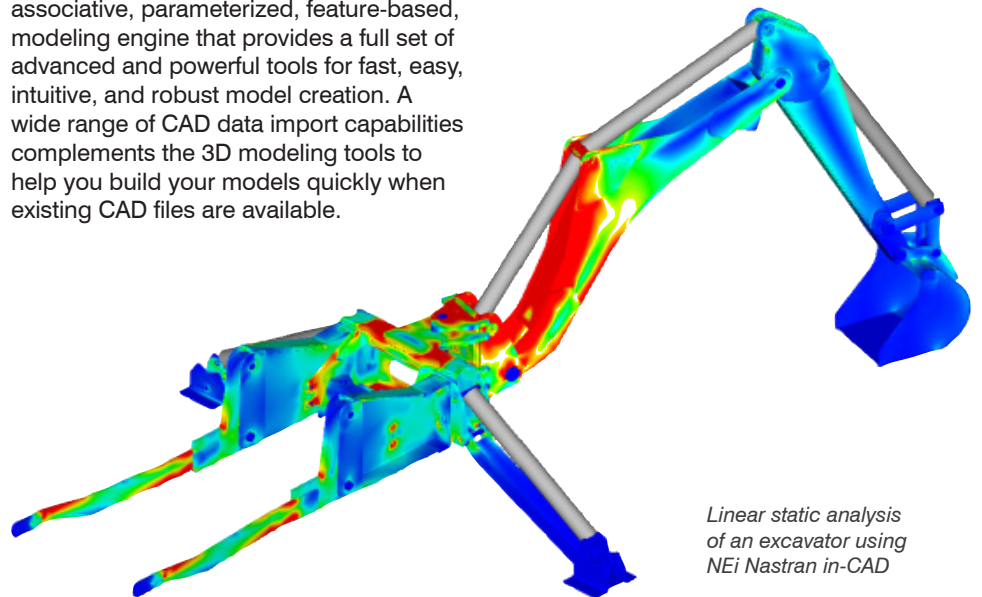 associative, parameterized, feature-based,
modeling engine that provides a full set of
advanced and powerful tools for fast, easy,
intuitive, and robust model creation. A
wide range of CAD data import capabilities
complements the 3D modeling tools to
help you build your models quickly when
existing CAD files are available.
Linear static analysis
of an excavator using
NEi Nastran in-CAD